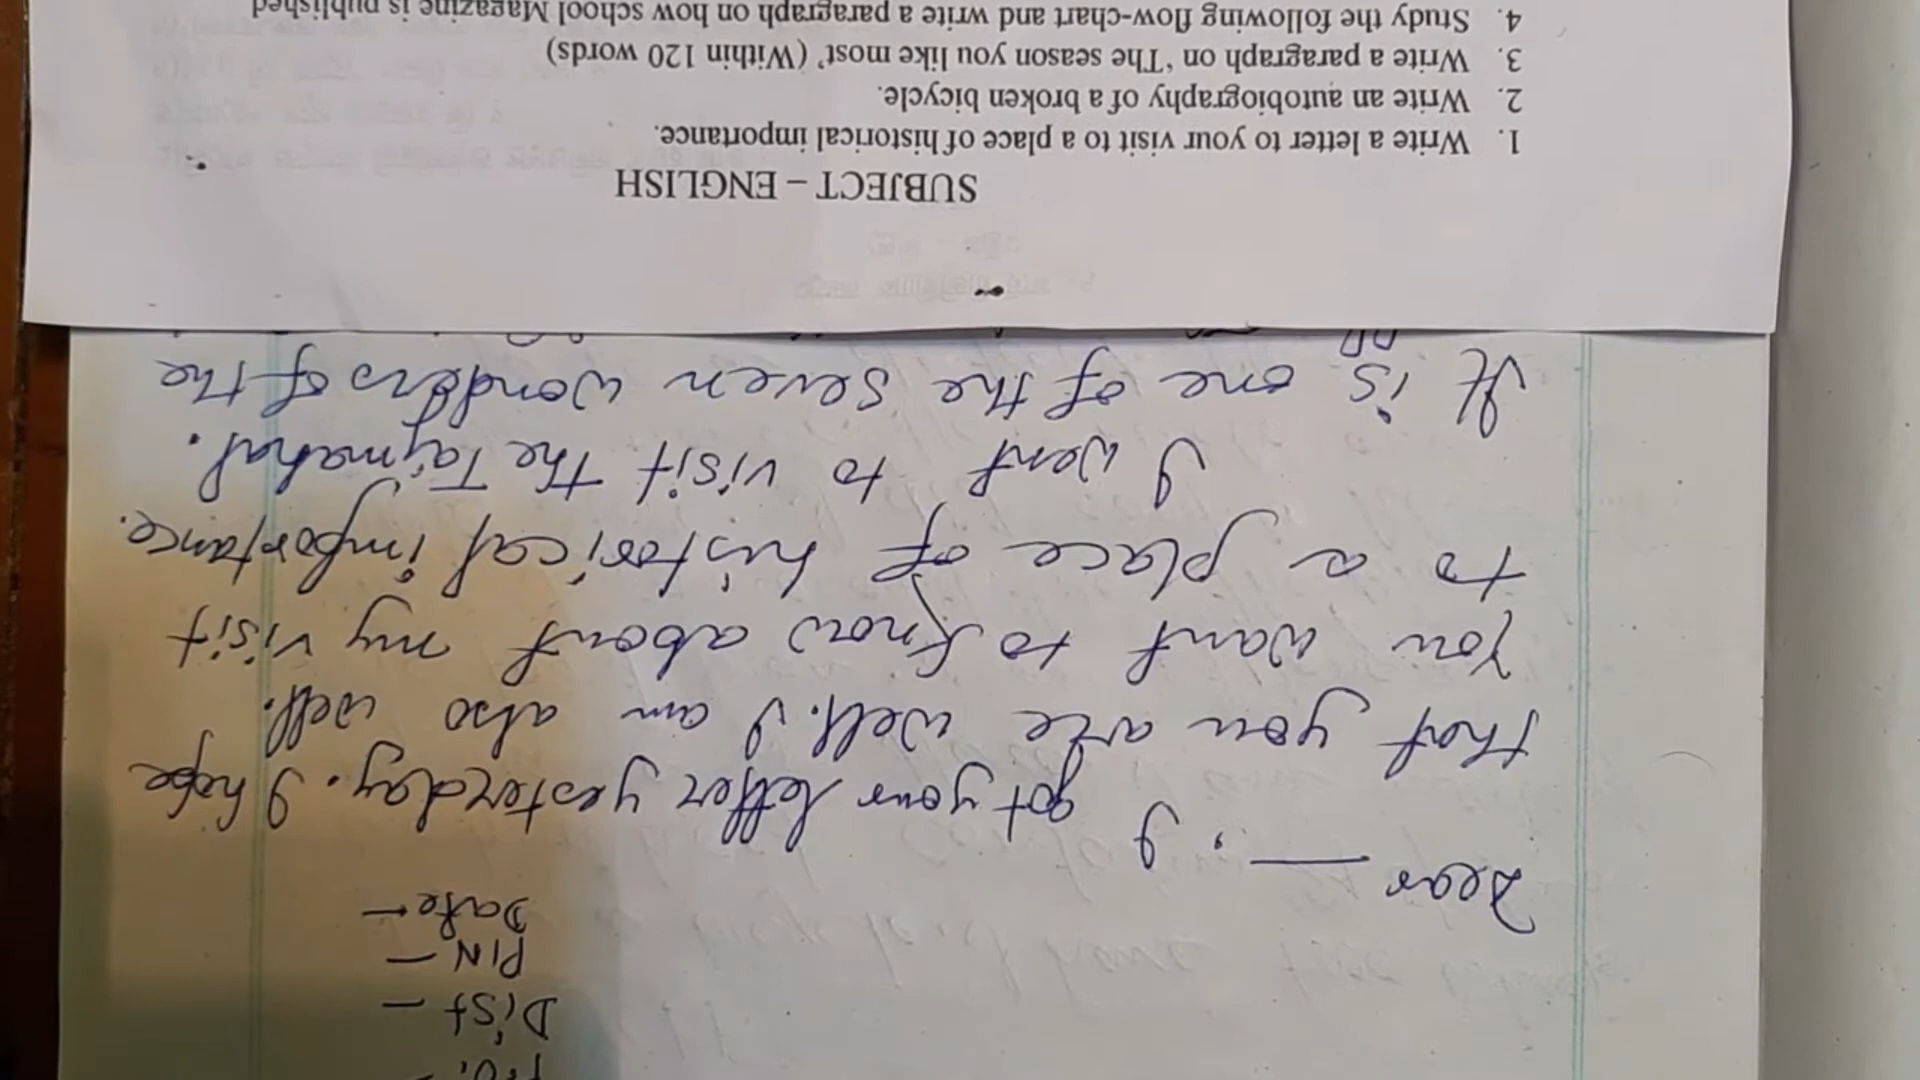 P.O. –
Dist –
PIN –
Date –
Dear —, I
got your letter yesterday. I hope
that you are well. I am also well.
You want to know about my visit
to a place of historical importance.
I went to visit the Tajmahal.
It is one of the seven wonders of the
SUBJECT – ENGLISH
1. Write a letter to your visit to a place of historical importance.
2. Write an autobiography of a broken bicycle.
3. Write a paragraph on 'The season you like most' (Within 120 words)
4. Study the following flow-chart and write a paragraph on how school Magazine is published